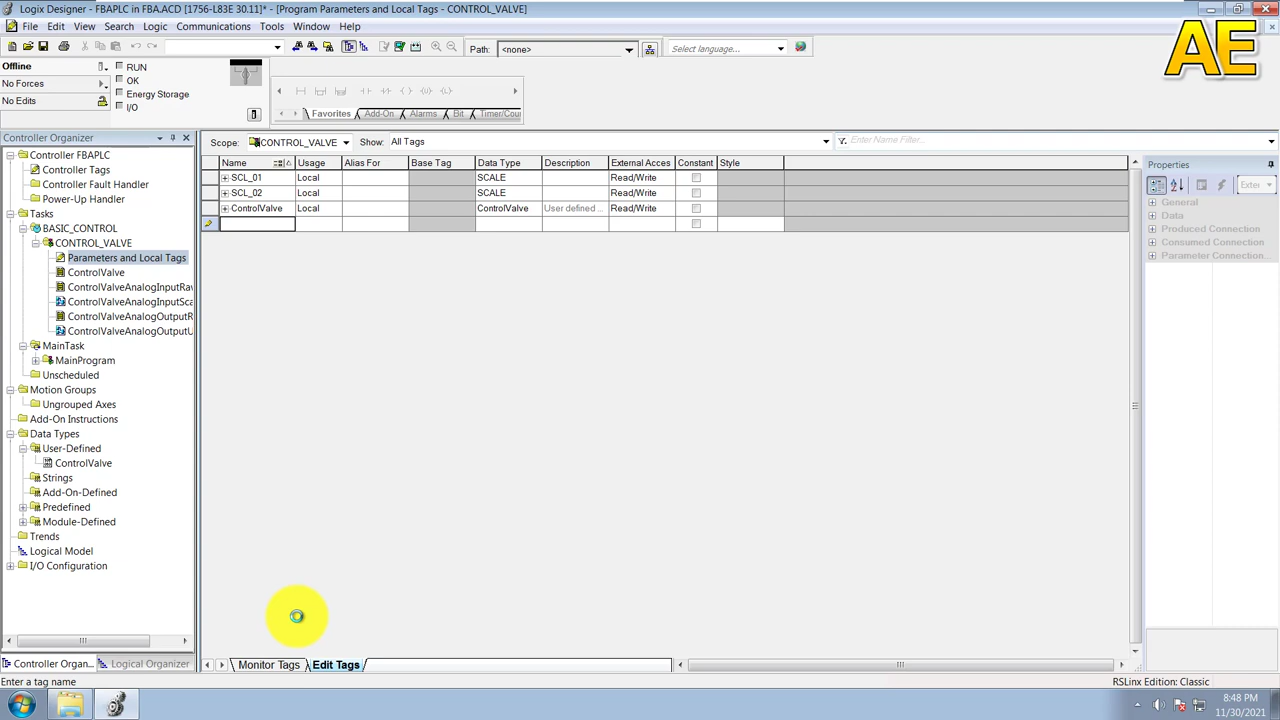 Logix Designer - FBAPLC in FBA.ACD [1756-L83E 30.11]* - [Program Parameters and Local Tags - CONTROL_VALVE]
File Edit View Search Logic Communications Tools Window Help
Path: <none> Select language...
AE
Offline RUN
No Forces OK
No Edits Energy Storage
I/O
Favorites Add-On Alarms Bit Timer/Cou
Controller Organizer
Scope: CONTROL_VALVE Show: All Tags Enter Name Filter...
Name Usage Alias For Base Tag Data Type Description External Acces Constant Style
SCL_01 Local SCALE Read/Write
SCL_02 Local SCALE Read/Write
ControlValve Local ControlValve User defined ... Read/Write
Controller FBAPLC
Controller Tags
Controller Fault Handler
Power-Up Handler
Tasks
BASIC_CONTROL
CONTROL_VALVE
Parameters and Local Tags
ControlValve
ControlValveAnalogInputRav
ControlValveAnalogInputSca
ControlValveAnalogOutputR
ControlValveAnalogOutputU
MainTask
MainProgram
Unscheduled
Motion Groups
Ungrouped Axes
Add-On Instructions
Data Types
User-Defined
ControlValve
Strings
Add-On-Defined
Predefined
Module-Defined
Trends
Logical Model
I/O Configuration
Properties
Exter
General
Data
Produced Connection
Consumed Connection
Parameter Connection...
Controller Organ... Logical Organizer
Monitor Tags Edit Tags
Enter a tag name
RSLinx Edition: Classic
8:48 PM
11/30/2021